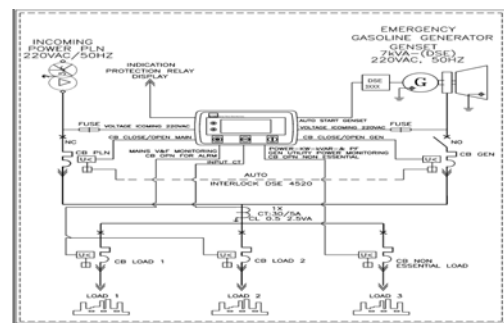 INCOMING
POWER PLN
220VAC/50HZ
INDICATION
PROTECTION RELAY
DISPLAY
EMERGENCY
GASOLINE GENERATOR
GENSET
7kVA-(DSE)
220VAC, 50HZ
DSE
XXXX
G
AUTO START GENSET
FUSE
VOLTAGE ICOMING 220VAC
VOLTAGE ICOMING 220VAC
FUSE
CB CLOSE/OPEN MAIN
CB CLOSE/OPEN GEN
NC
NO
CB PLN
U<
MAINS V&F MONITORING
CB OPN FOR ALRM
INPUT CT
POWER-KW-kVAR-& PF
GEN UTILITY POWER MONITORING
CB OPN NON ESSENTIAL
U<
CB GEN
AUTO
INTERLOCK DSE 4520
1X
CT:30/5A
CL 0.5 2.5VA
U<
CB LOAD 1
U<
CB LOAD 2
U<
CB NON
ESSENTIAL LOAD
LOAD 1
LOAD 2
LOAD 3